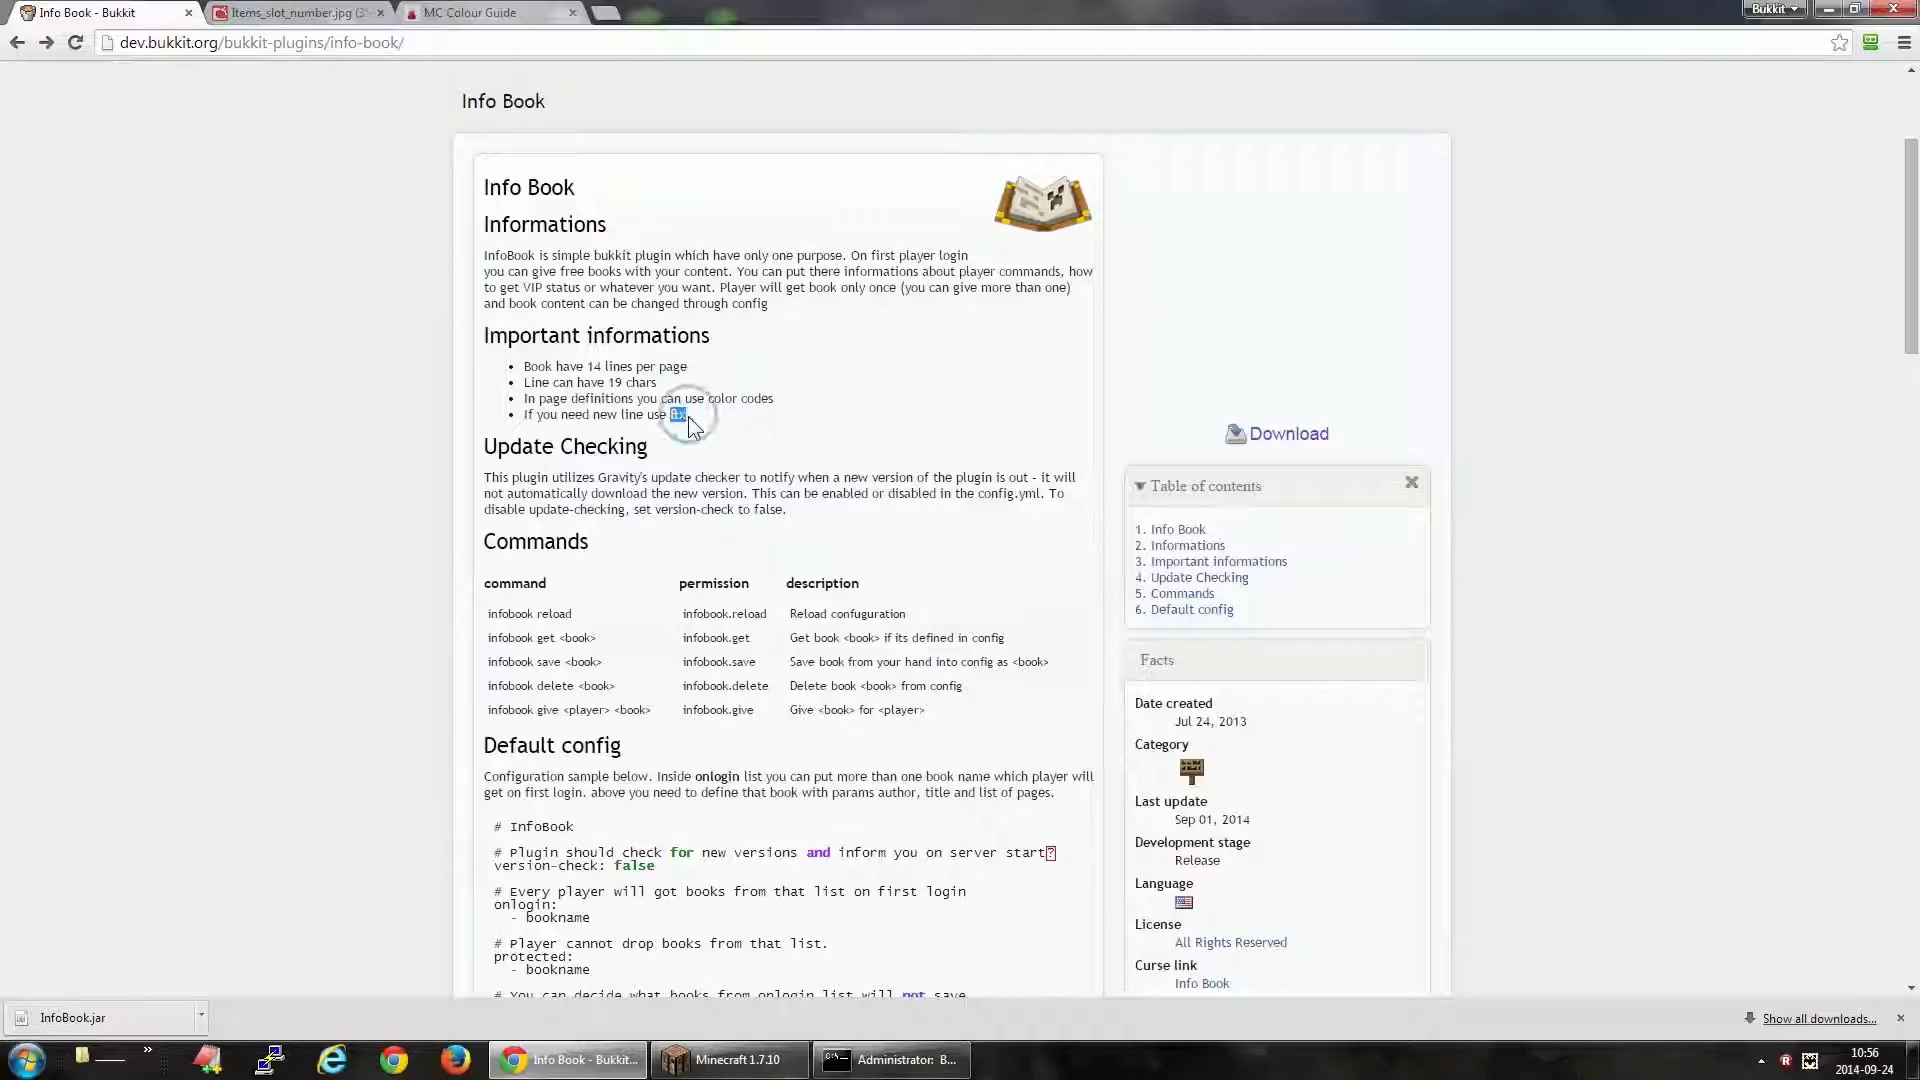 Info Book - Bukkit
Items_slot_number.jpg (3
MC Colour Guide
Bukkit
dev.bukkit.org/bukkit-plugins/info-book/
Info Book
Info Book
Informations
InfoBook is simple bukkit plugin which have only one purpose. On first player login
you can give free books with your content. You can put there informations about player commands, how
to get VIP status or whatever you want. Player will get book only once (you can give more than one)
and book content can be changed through config
Important informations
• Book have 14 lines per page
• Line can have 19 chars
• In page definitions you can use color codes
• If you need new line use
Update Checking
This plugin utilizes Gravity's update checker to notify when a new version of the plugin is out - it will
not automatically download the new version. This can be enabled or disabled in the config.yml. To
disable update-checking, set version-check to false.
Commands
command permission description
infobook reload infobook.reload Reload confuguration
infobook get <book> infobook.get Get book <book> if its defined in config
infobook save <book> infobook.save Save book from your hand into config as <book>
infobook delete <book> infobook.delete Delete book <book> from config
infobook give <player> <book> infobook.give Give <book> for <player>
Default config
Configuration sample below. Inside onlogin list you can put more than one book name which player will
get on first login. above you need to define that book with params author, title and list of pages.
# InfoBook
# Plugin should check for new versions and inform you on server start?
version-check: false
# Every player will got books from that list on first login
onlogin:
- bookname
# Player cannot drop books from that list.
protected:
- bookname
# You can decide what books from onlogin list will not save
Download
Table of contents
1. Info Book
2. Informations
3. Important informations
4. Update Checking
5. Commands
6. Default config
Facts
Date created
Jul 24, 2013
Category
Last update
Sep 01, 2014
Development stage
Release
Language
License
All Rights Reserved
Curse link
Info Book
InfoBook.jar
Show all downloads...
Info Book - Bukkit...
Minecraft 1.7.10
Administrator: B...
10:56
2014-09-24